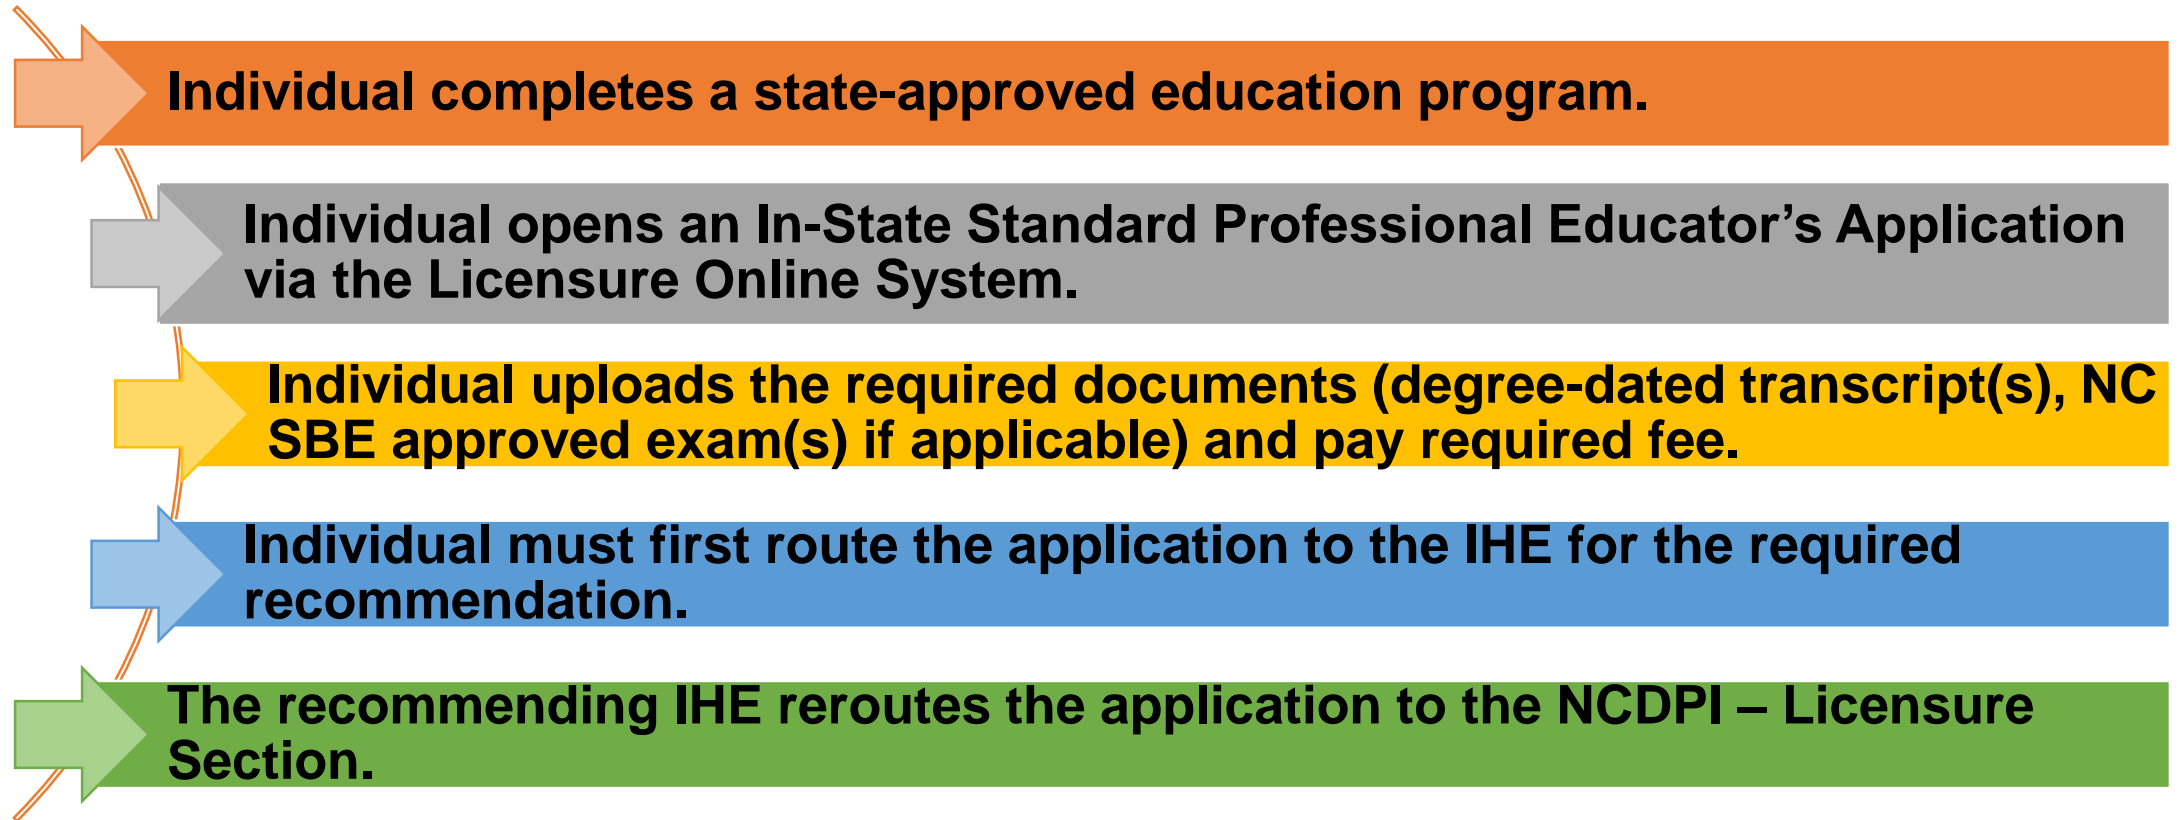 Individual completes a state-approved education program.
Individual opens an In-State Standard Professional Educator’s Application
via the Licensure Online System.
Individual uploads the required documents (degree-dated transcript(s), NC
SBE approved exam(s) if applicable) and pay required fee.
Individual must first route the application to the IHE for the required
recommendation.
The recommending IHE reroutes the application to the NCDPI – Licensure
Section.